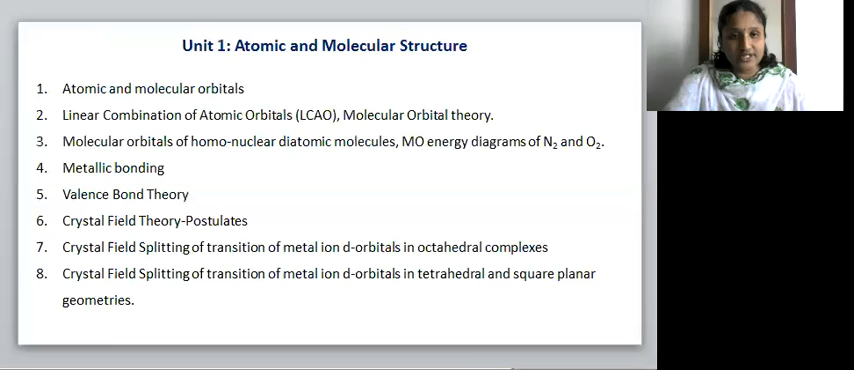 Unit 1: Atomic and Molecular Structure
1. Atomic and molecular orbitals
2. Linear Combination of Atomic Orbitals (LCAO), Molecular Orbital theory.
3. Molecular orbitals of homo-nuclear diatomic molecules, MO energy diagrams of N₂ and O₂.
4. Metallic bonding
5. Valence Bond Theory
6. Crystal Field Theory-Postulates
7. Crystal Field Splitting of transition of metal ion d-orbitals in octahedral complexes
8. Crystal Field Splitting of transition of metal ion d-orbitals in tetrahedral and square planar
geometries.